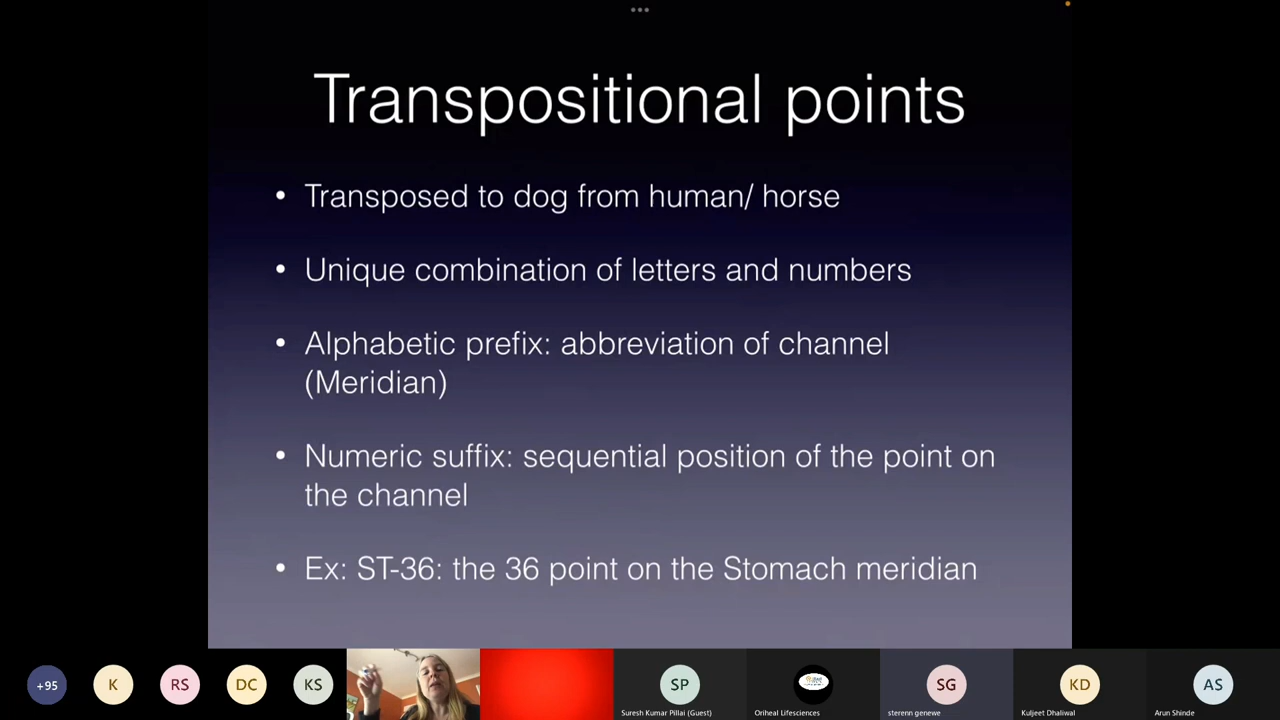 Transpositional points
• Transposed to dog from human/ horse
• Unique combination of letters and numbers
• Alphabetic prefix: abbreviation of channel
(Meridian)
• Numeric suffix: sequential position of the point on
the channel
• Ex: ST-36: the 36 point on the Stomach meridian
+95
K
RS
DC
KS
SP
SG
KD
AS
Suresh Kumar Pillai (Guest)
Oriheal Lifesciences
sterenn genewe
Kuljeet Dhaliwal
Arun Shinde